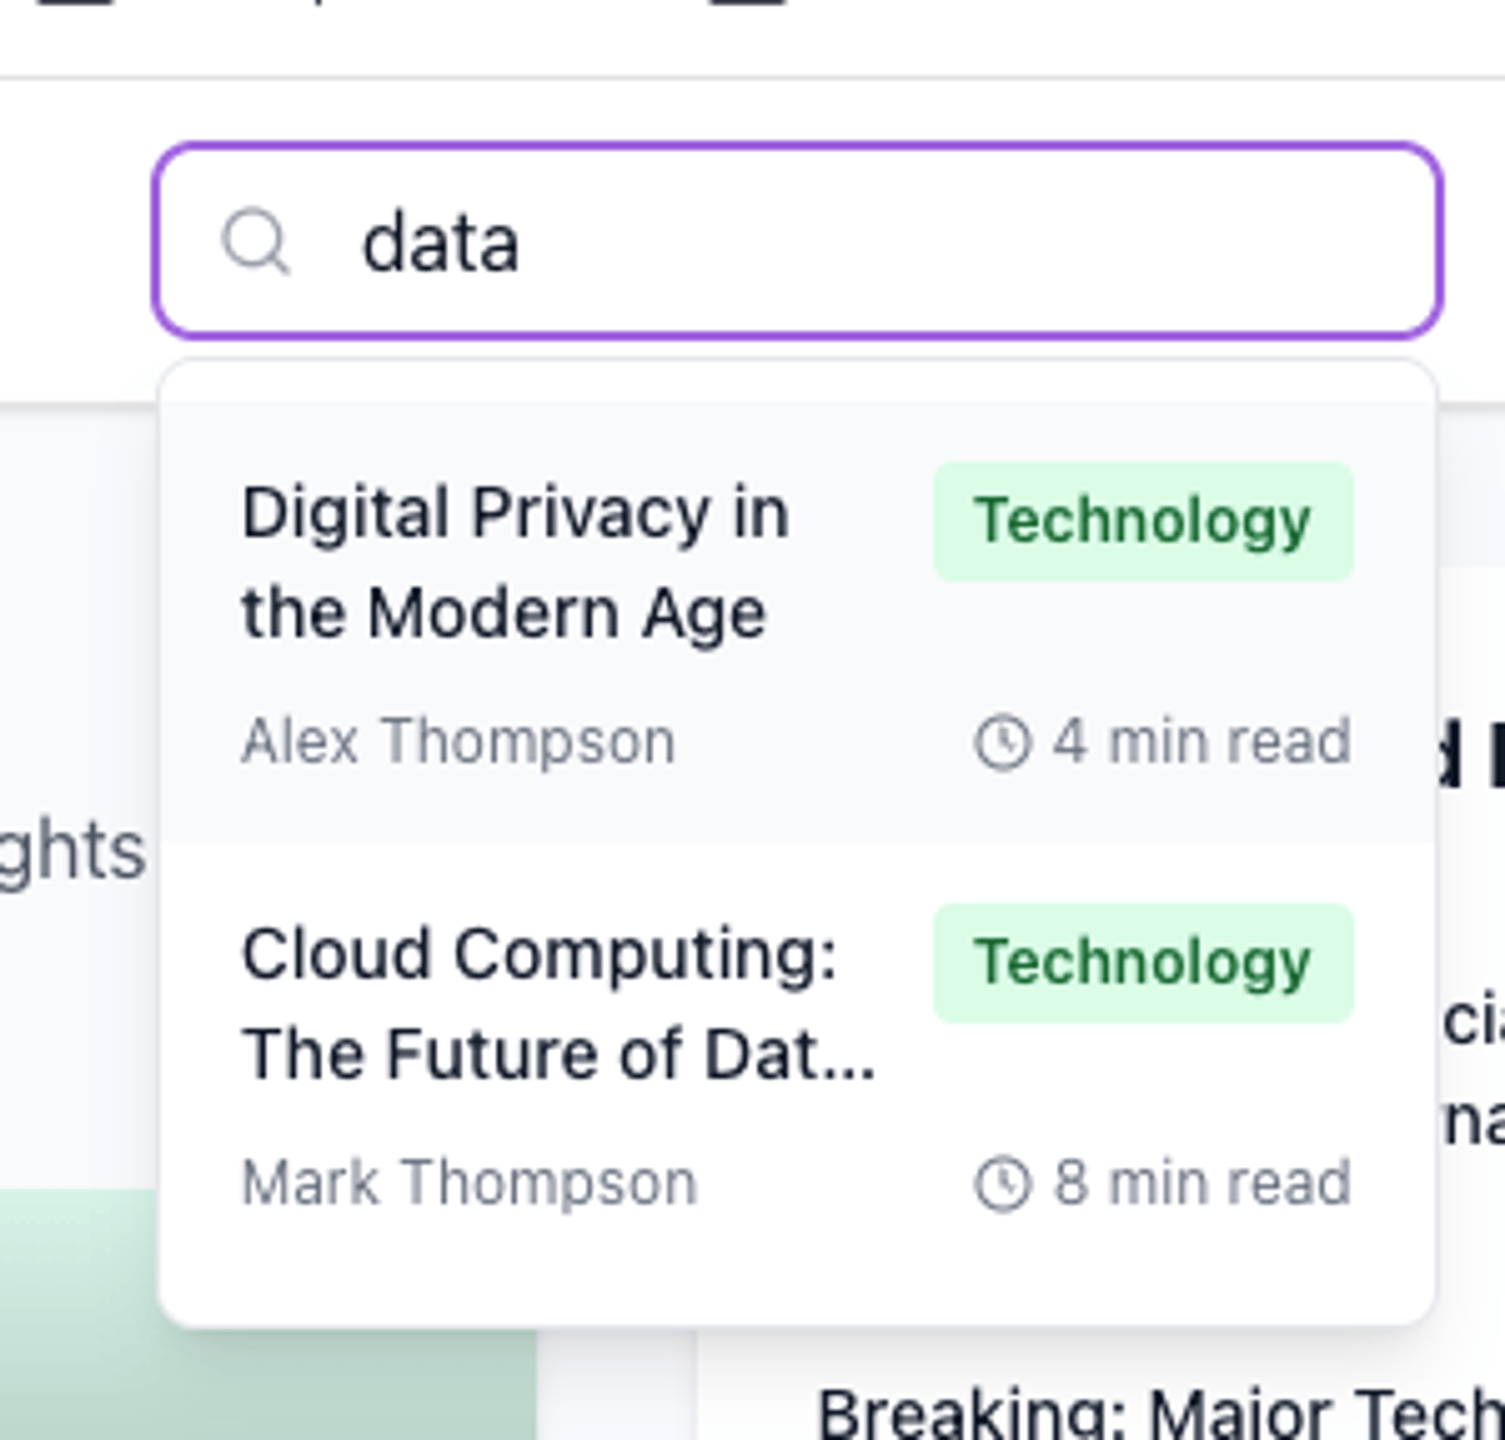 data
Digital Privacy in
the Modern Age
Technology
Alex Thompson
4 min read
ghts
Cloud Computing:
The Future of Dat...
Technology
Mark Thompson
8 min read
Breaking: Major Tech